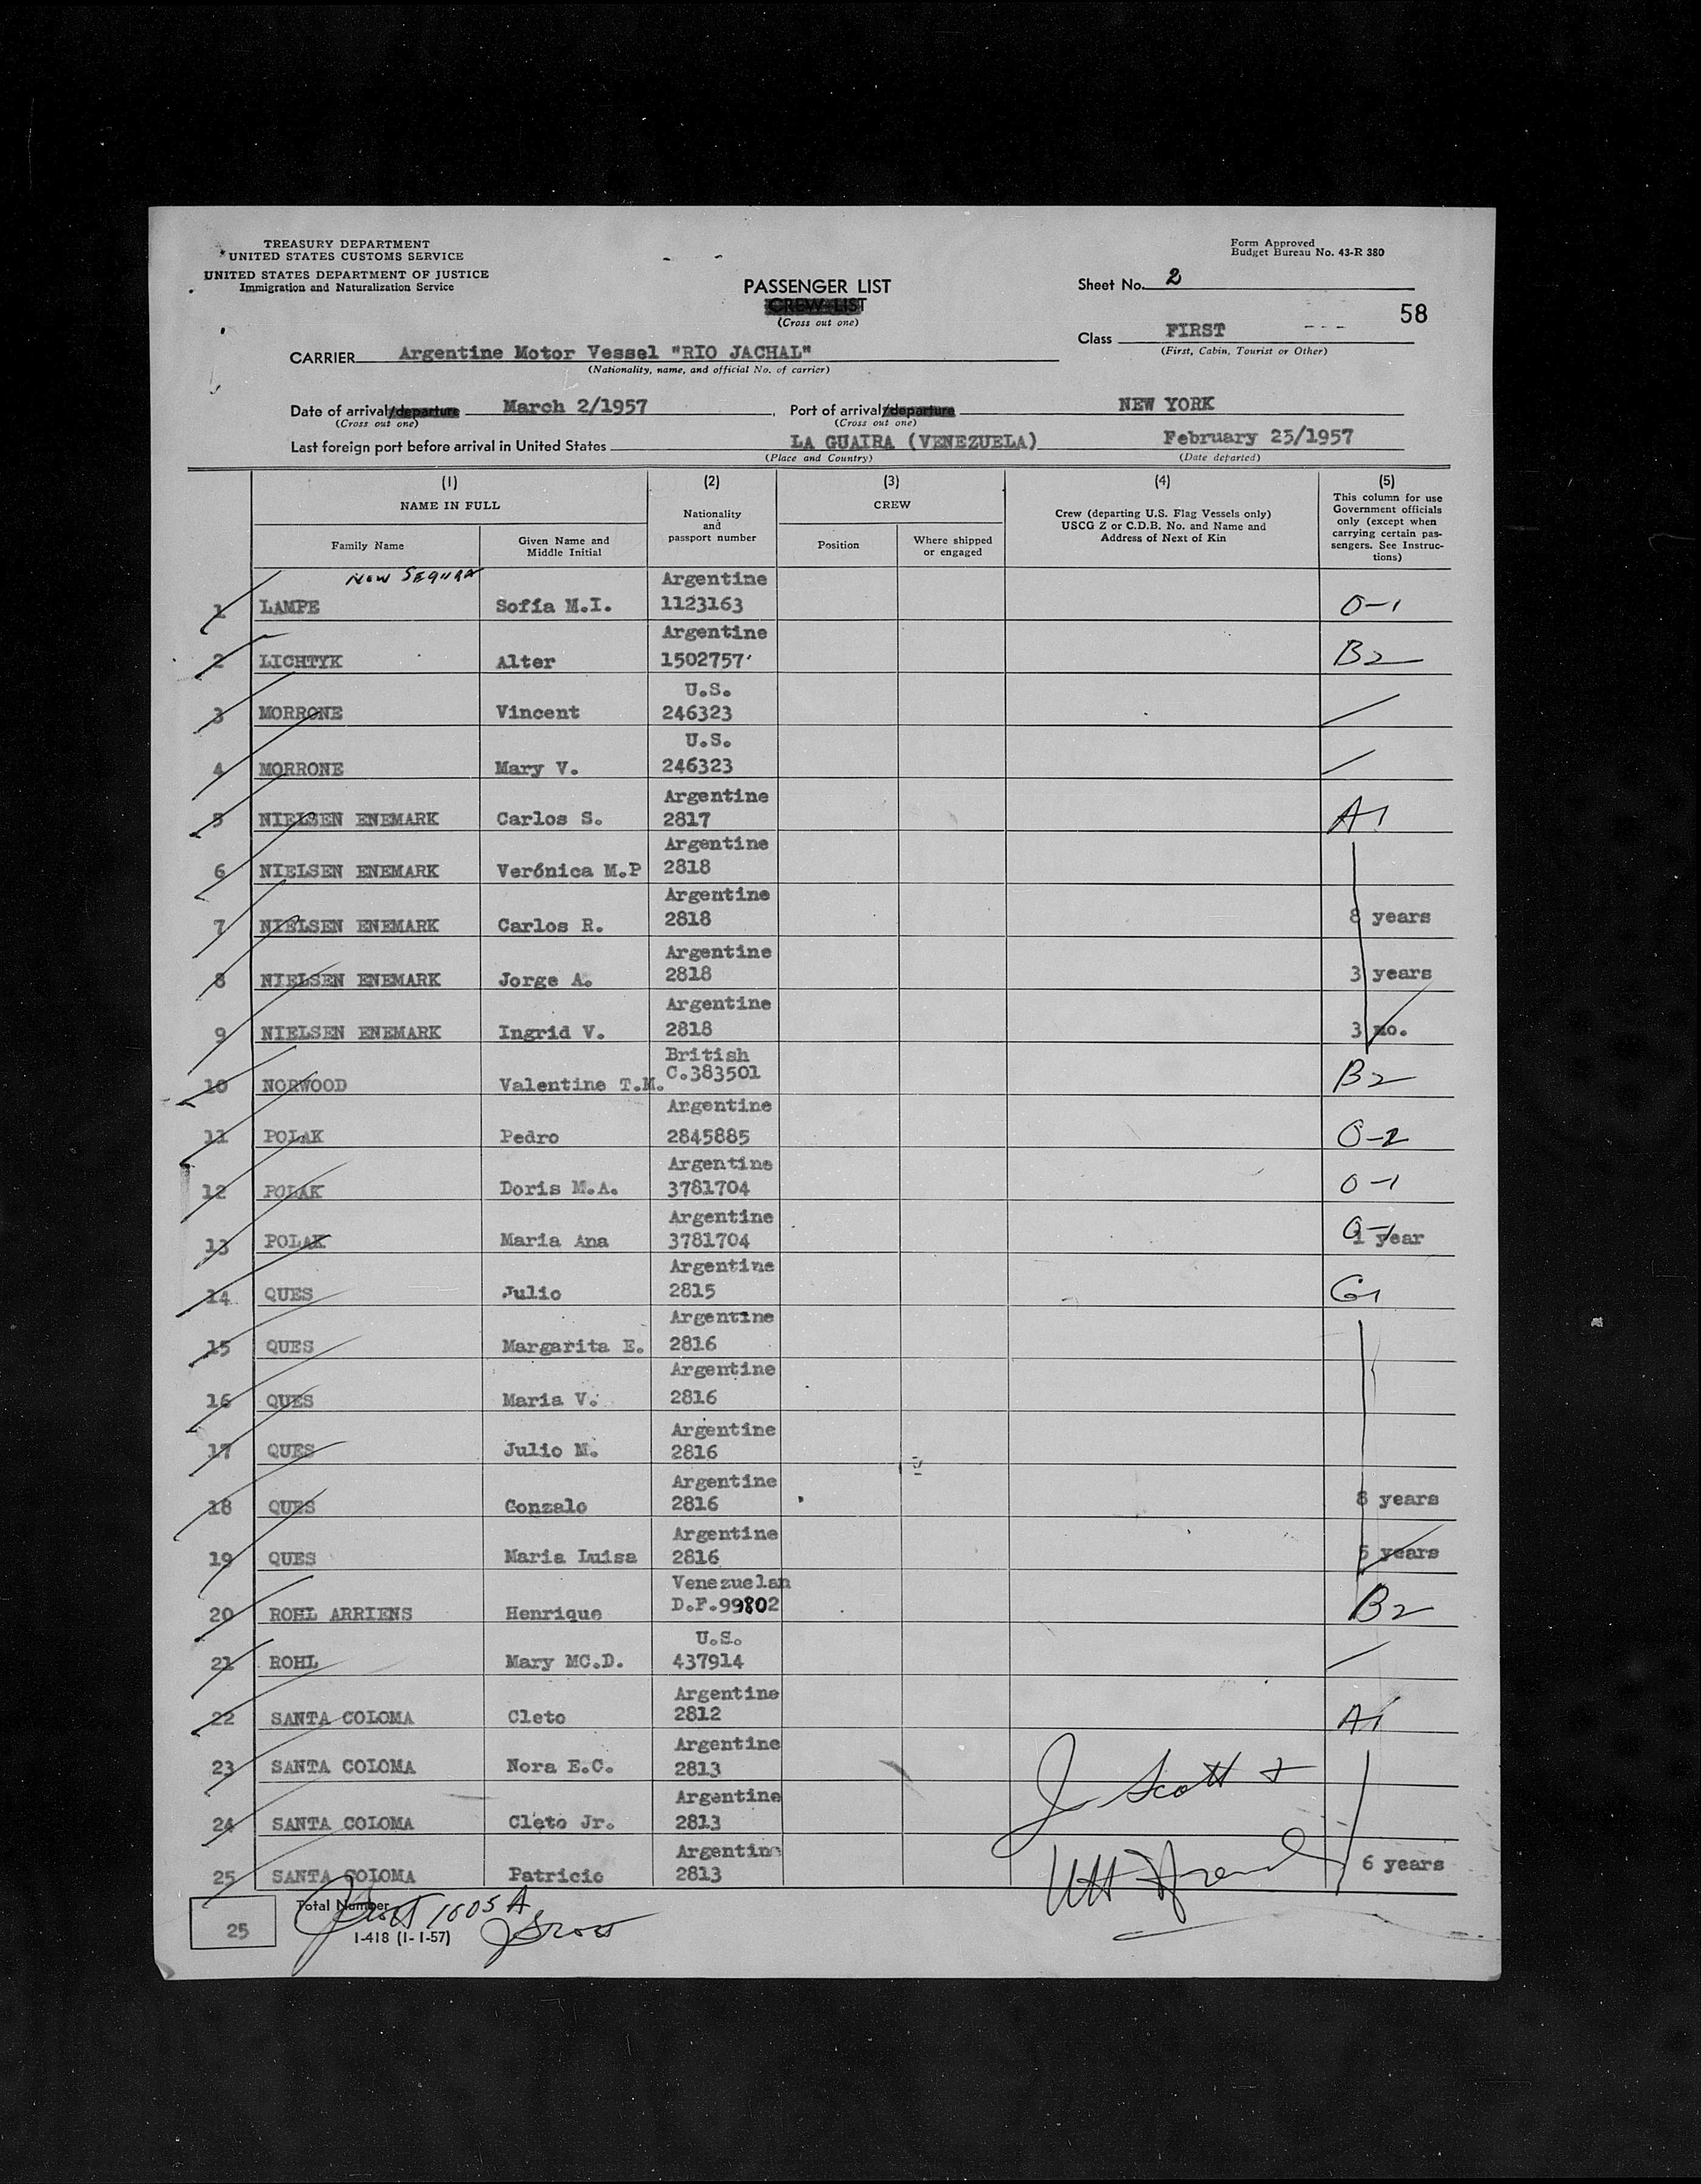 TREASURY DEPARTMENT
UNITED STATES CUSTOMS SERVICE
UNITED STATES DEPARTMENT OF JUSTICE
Immigration and Naturalization Service
Form Approved
Budget Bureau No. 43-R 380
PASSENGER LIST
CREW LIST
(Cross out one)
Sheet No. 2
58
Class FIRST
(First, Cabin, Tourist or Other)
CARRIER Argentine Motor Vessel "RIO JACHAL"
(Nationality, name, and official No. of carrier)
Date of arrival/departure March 2/1957, Port of arrival/departure NEW YORK
(Cross out one) (Cross out one)
Last foreign port before arrival in United States LA GUAIRA (VENEZUELA) February 25/1957
(Place and Country) (Date departed)
(1) (2) (3) (4) (5)
NAME IN FULL
Family Name
Given Name and
Middle Initial
Nationality
and
passport number
CREW
Position
Where shipped
or engaged
Crew (departing U.S. Flag Vessels only)
USCG Z or C.D.B. No. and Name and
Address of Next of Kin
This column for use
Government officials
only (except when
carrying certain pas-
sengers. See Instruc-
tions)
NOW SEGURA Argentine
1 LAMPE Sofía M.I. 1123163 O-1
Argentine
2 LICHTYK Alter 1502757 B2
U.S.
3 MORRONE Vincent 246323
U.S.
4 MORRONE Mary V. 246323
Argentine
5 NIELSEN ENEMARK Carlos S. 2817 A1
Argentine
6 NIELSEN ENEMARK Verónica M.P 2818
Argentine
7 NIELSEN ENEMARK Carlos R. 2818 8 years
Argentine
8 NIELSEN ENEMARK Jorge A. 2818 3 years
Argentine
9 NIELSEN ENEMARK Ingrid V. 2818 3 mo.
British
10 NORWOOD Valentine T.M. C.383501 B2
Argentine
11 POLAK Pedro 2845885 O-2
Argentine
12 POLAK Doris M.A. 3781704 O-1
Argentine
13 POLAK Maria Ana 3781704 O-1 1 year
Argentine
14 QUES Julio 2815 G1
Argentine
15 QUES Margarita E. 2816
Argentine
16 QUES Maria V. 2816
Argentine
17 QUES Julio M. 2816
Argentine
18 QUES Gonzalo 2816 8 years
Argentine
19 QUES Maria Luisa 2816 5 years
Venezuelan
20 ROHL ARRIENS Henrique D.F.99802 B2
U.S.
21 ROHL Mary MC.D. 437914
Argentine
22 SANTA COLOMA Cleto 2812 A1
Argentine
23 SANTA COLOMA Nora E.C. 2813
J Scott
Argentine
24 SANTA COLOMA Cleto Jr. 2813
Argentine
25 SANTA COLOMA Patricio 2813 6 years
Total Number
25
1605 A
I-418 (1-1-57) J Scott